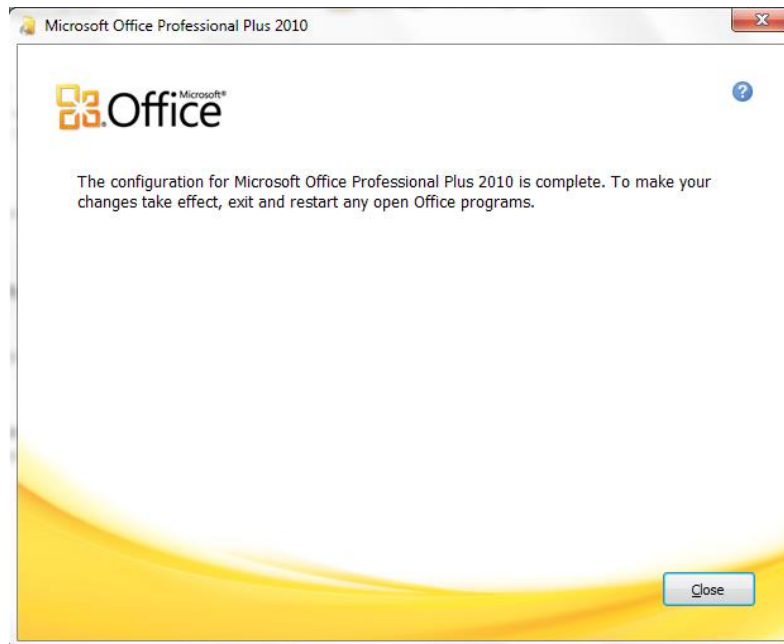 Microsoft Office Professional Plus 2010
Microsoft®
Office
The configuration for Microsoft Office Professional Plus 2010 is complete. To make your
changes take effect, exit and restart any open Office programs.
Close